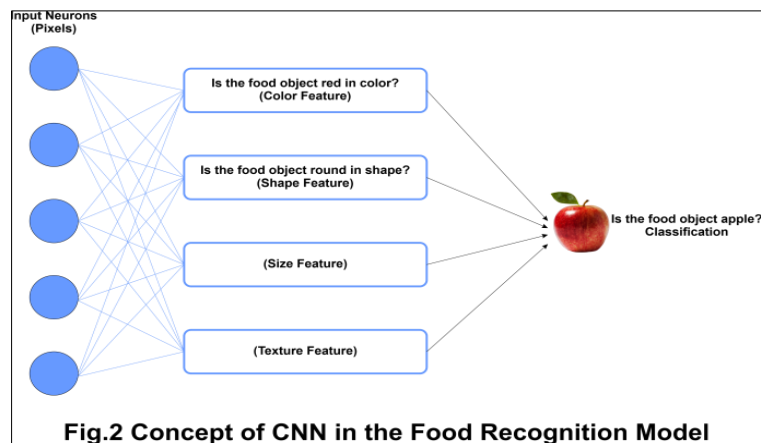 Input Neurons
(Pixels)
Is the food object red in color?
(Color Feature)
Is the food object round in shape?
(Shape Feature)
(Size Feature)
(Texture Feature)
Is the food object apple?
Classification
Fig.2 Concept of CNN in the Food Recognition Model